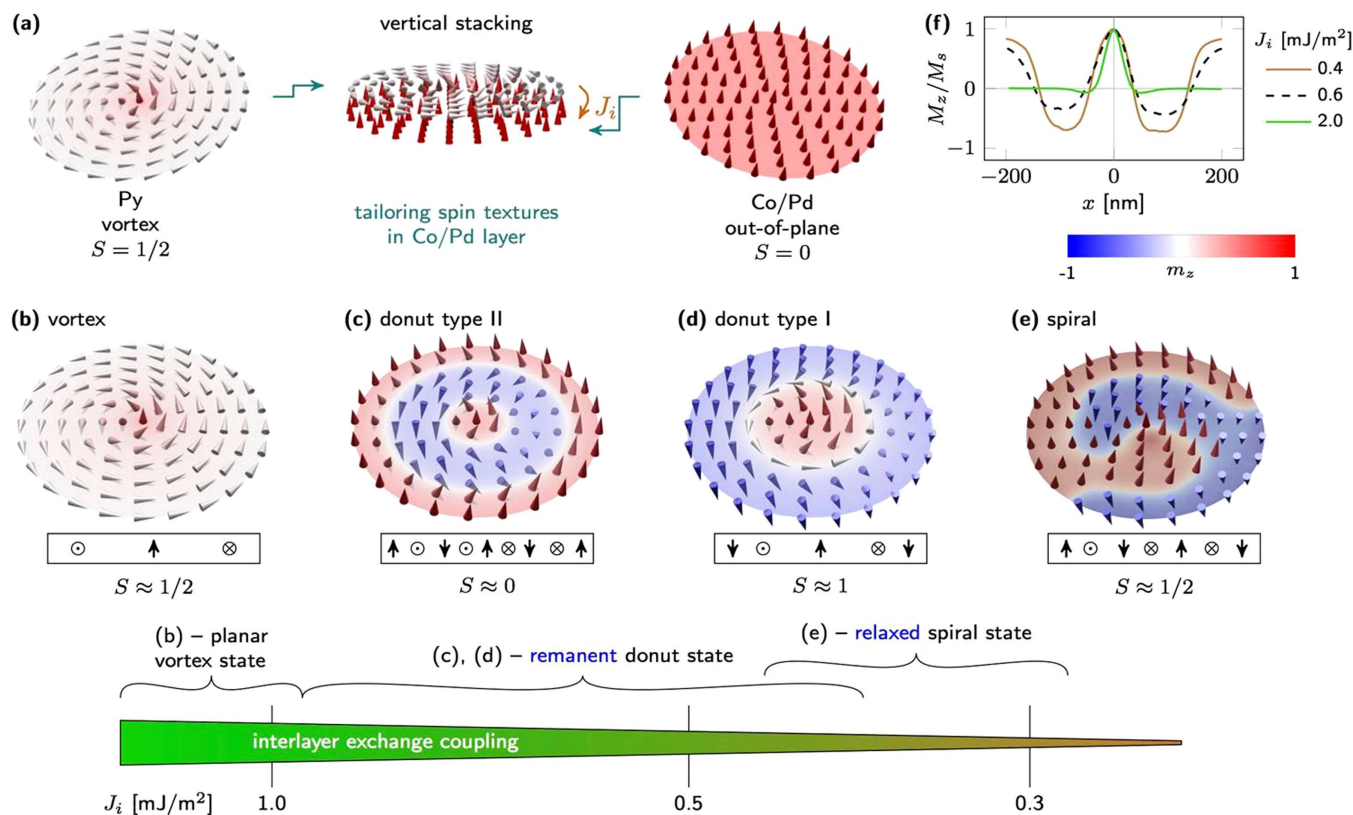 (a)
vertical stacking
J_i
Py
vortex
S = 1/2
tailoring spin textures
in Co/Pd layer
Co/Pd
out-of-plane
S = 0
(f)
M_z/M_s
1
0
−1
−200
0
200
x [nm]
J_i [mJ/m²]
0.4
0.6
2.0
-1
m_z
1
(b) vortex
(c) donut type II
(d) donut type I
(e) spiral
⊙ ↑ ⊗
↑ ⊙ ↓ ⊙ ↑ ⊗ ↓ ⊗ ↑
↓ ⊙ ↑ ⊗ ↓
↑ ⊙ ↓ ⊗ ↑ ⊗ ↓
S ≈ 1/2
S ≈ 0
S ≈ 1
S ≈ 1/2
(b) – planar
vortex state
(c), (d) – remanent donut state
(e) – relaxed spiral state
interlayer exchange coupling
J_i [mJ/m²]
1.0
0.5
0.3